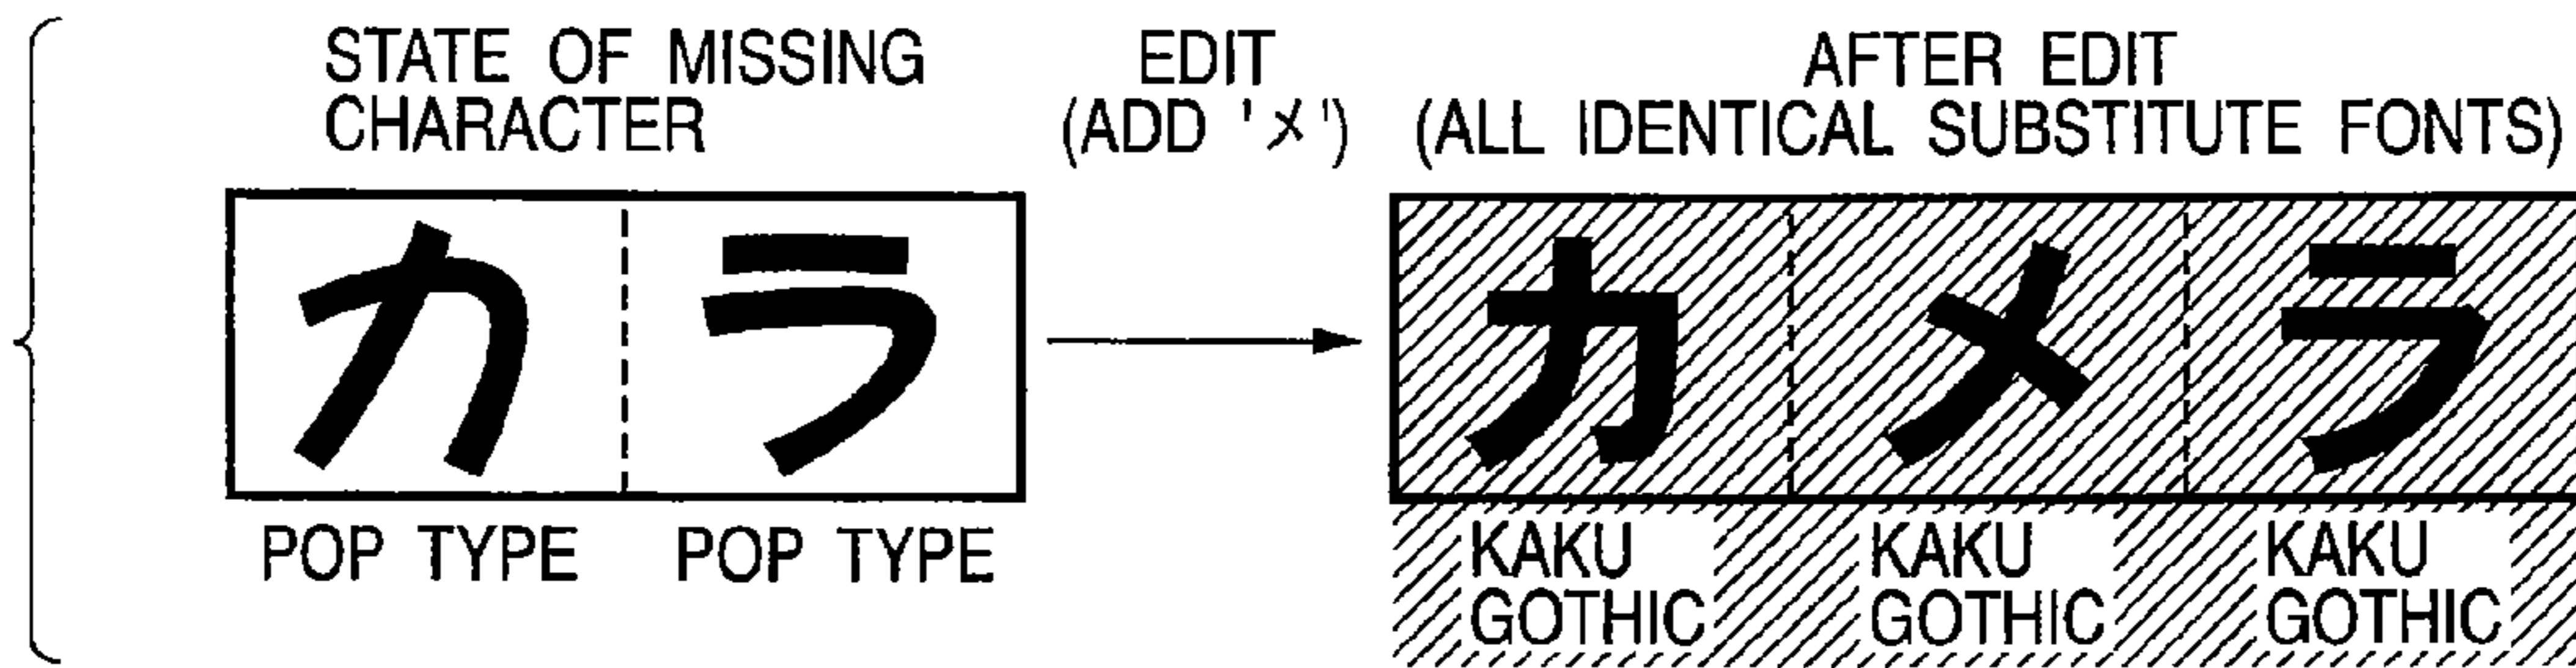 STATE OF MISSING
CHARACTER
EDIT
(ADD 'メ')
AFTER EDIT
(ALL IDENTICAL SUBSTITUTE FONTS)
カ ラ
カ メ ラ
POP TYPE POP TYPE
KAKU
GOTHIC
KAKU
GOTHIC
KAKU
GOTHIC